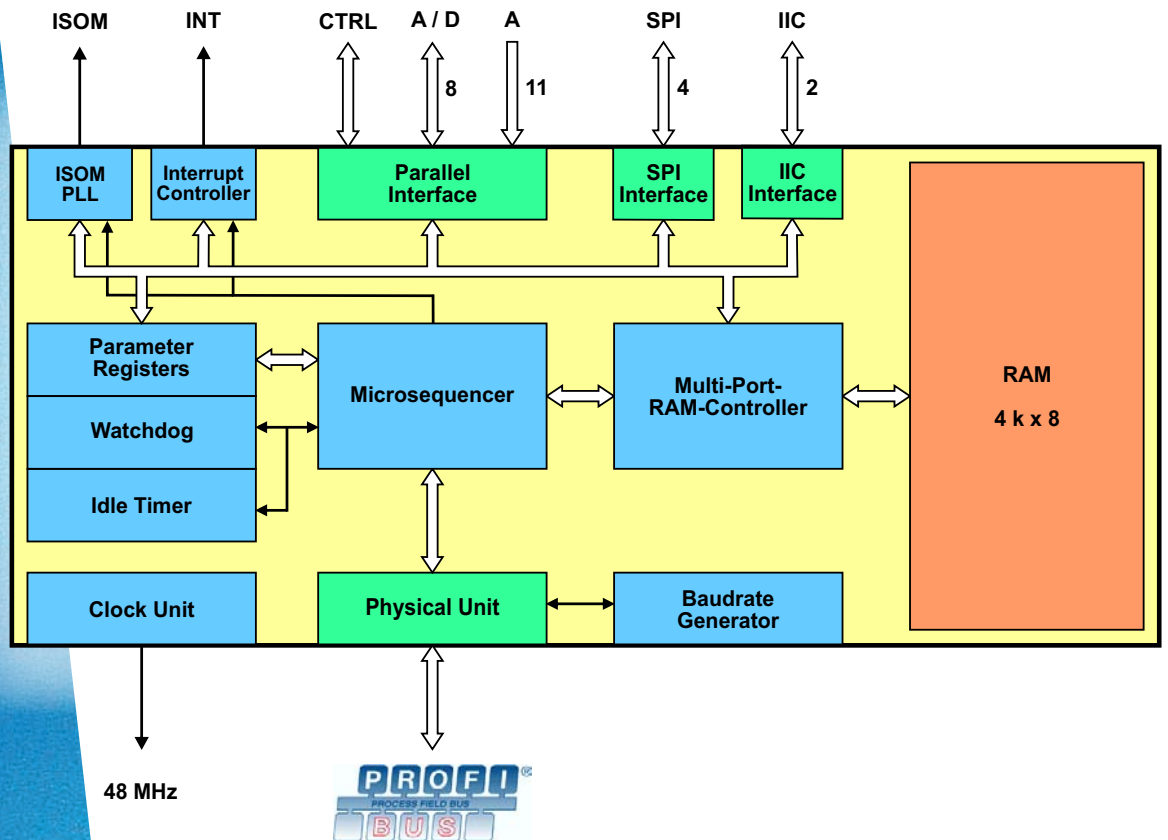 ISOM
INT
CTRL
A / D
A
SPI
IIC
8
11
4
2
ISOM
PLL
Interrupt
Controller
Parallel
Interface
SPI
Interface
IIC
Interface
Parameter
Registers
Watchdog
Idle Timer
Microsequencer
Multi-Port-
RAM-Controller
RAM
4 k x 8
Clock Unit
Physical Unit
Baudrate
Generator
48 MHz
PROFI®
PROCESS FIELD BUS
BUS